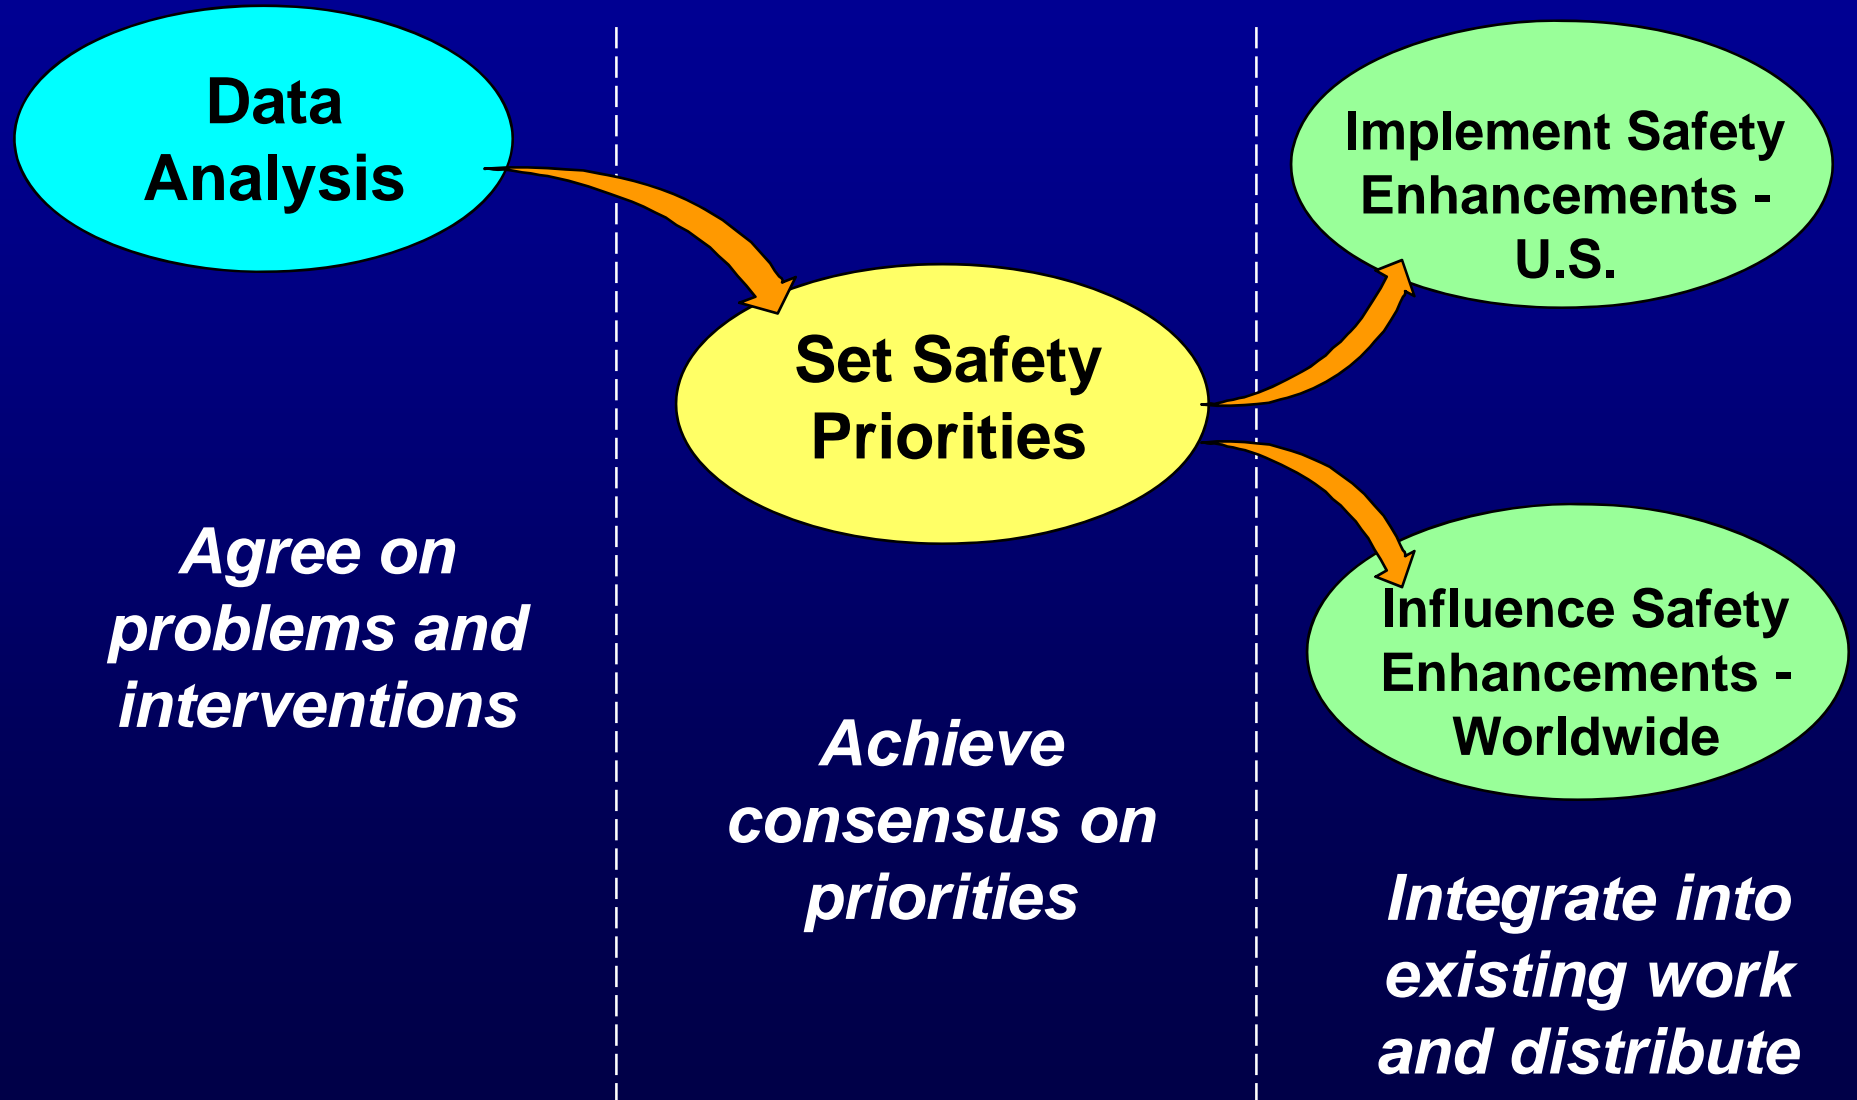 Data
Analysis
Agree on
problems and
interventions
Set Safety
Priorities
Achieve
consensus on
priorities
Implement Safety
Enhancements -
U.S.
Influence Safety
Enhancements -
Worldwide
Integrate into
existing work
and distribute